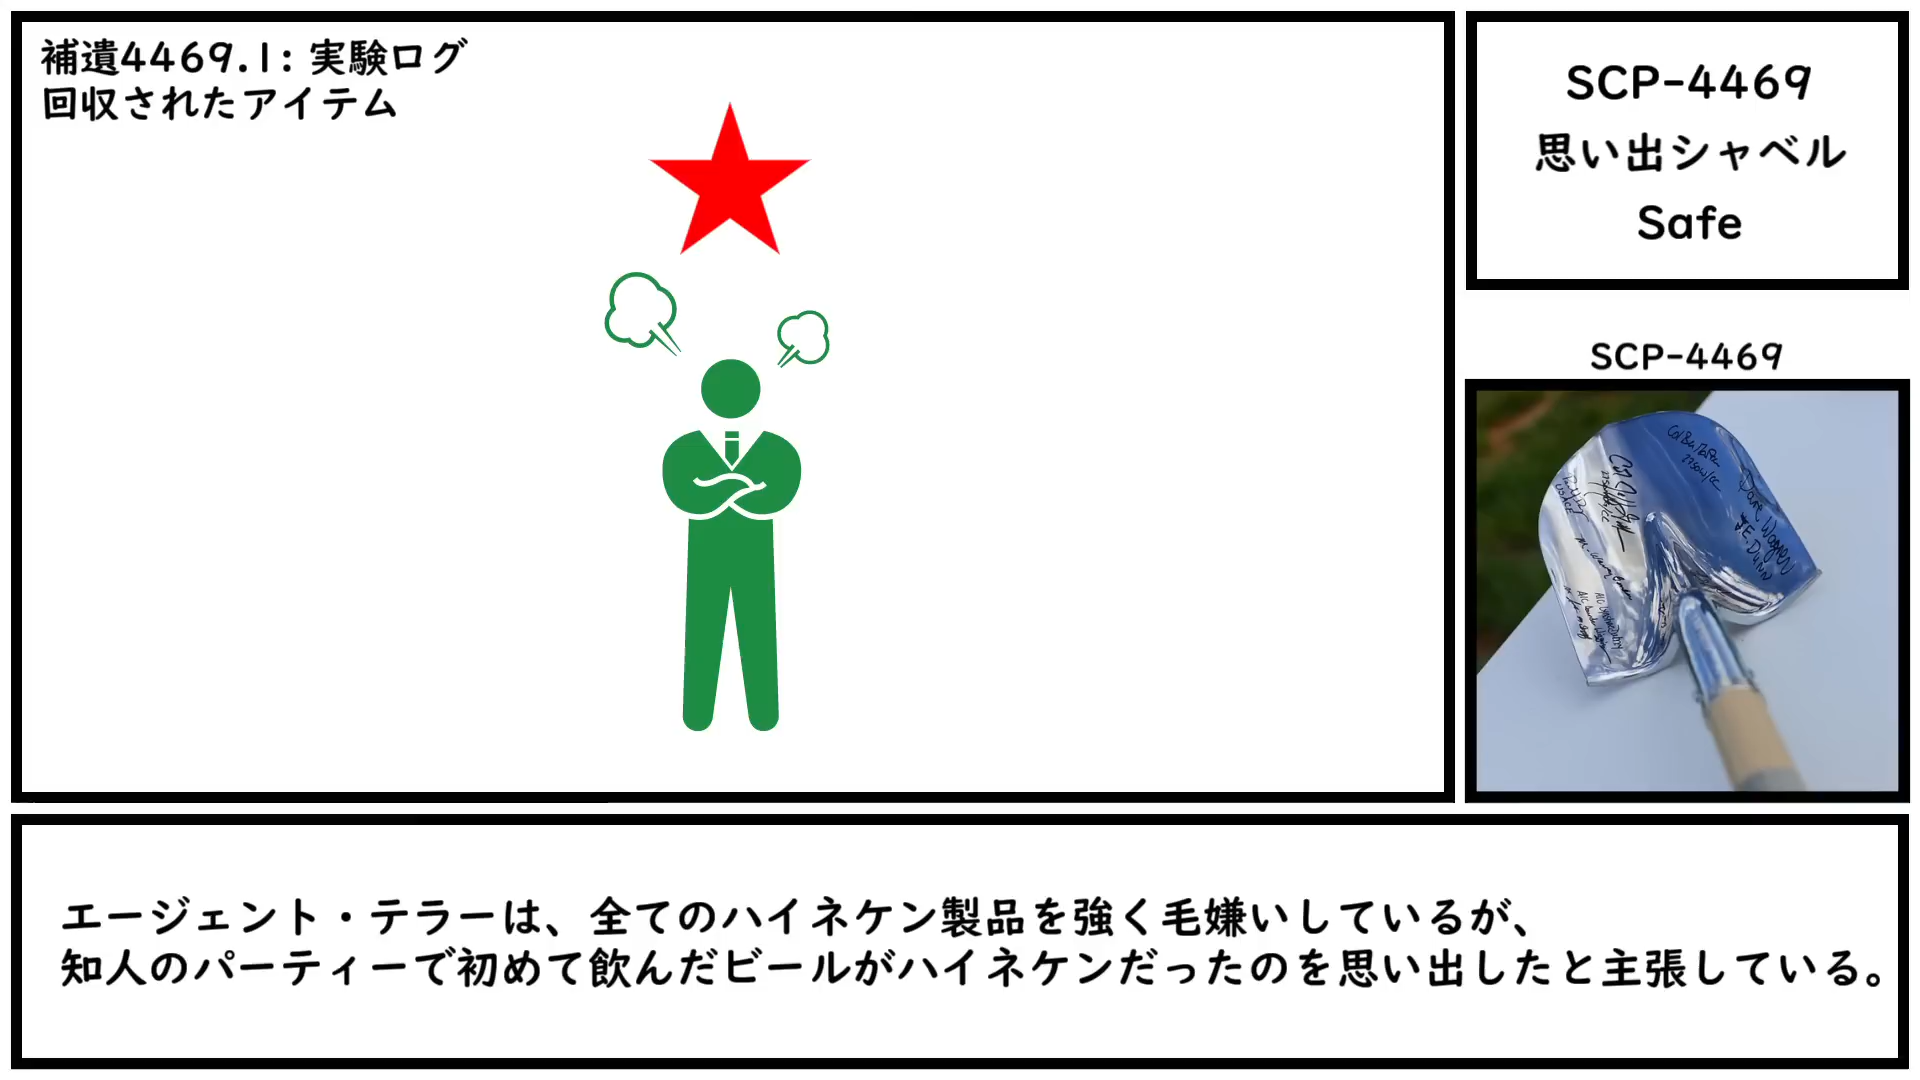 補遺4469.1: 実験ログ
回収されたアイテム
SCP-4469
思い出シャベル
Safe
SCP-4469
Dave Wagner
J.E. DUNN
エージェント・テラーは、全てのハイネケン製品を強く毛嫌いしているが、
知人のパーティーで初めて飲んだビールがハイネケンだったのを思い出したと主張している。